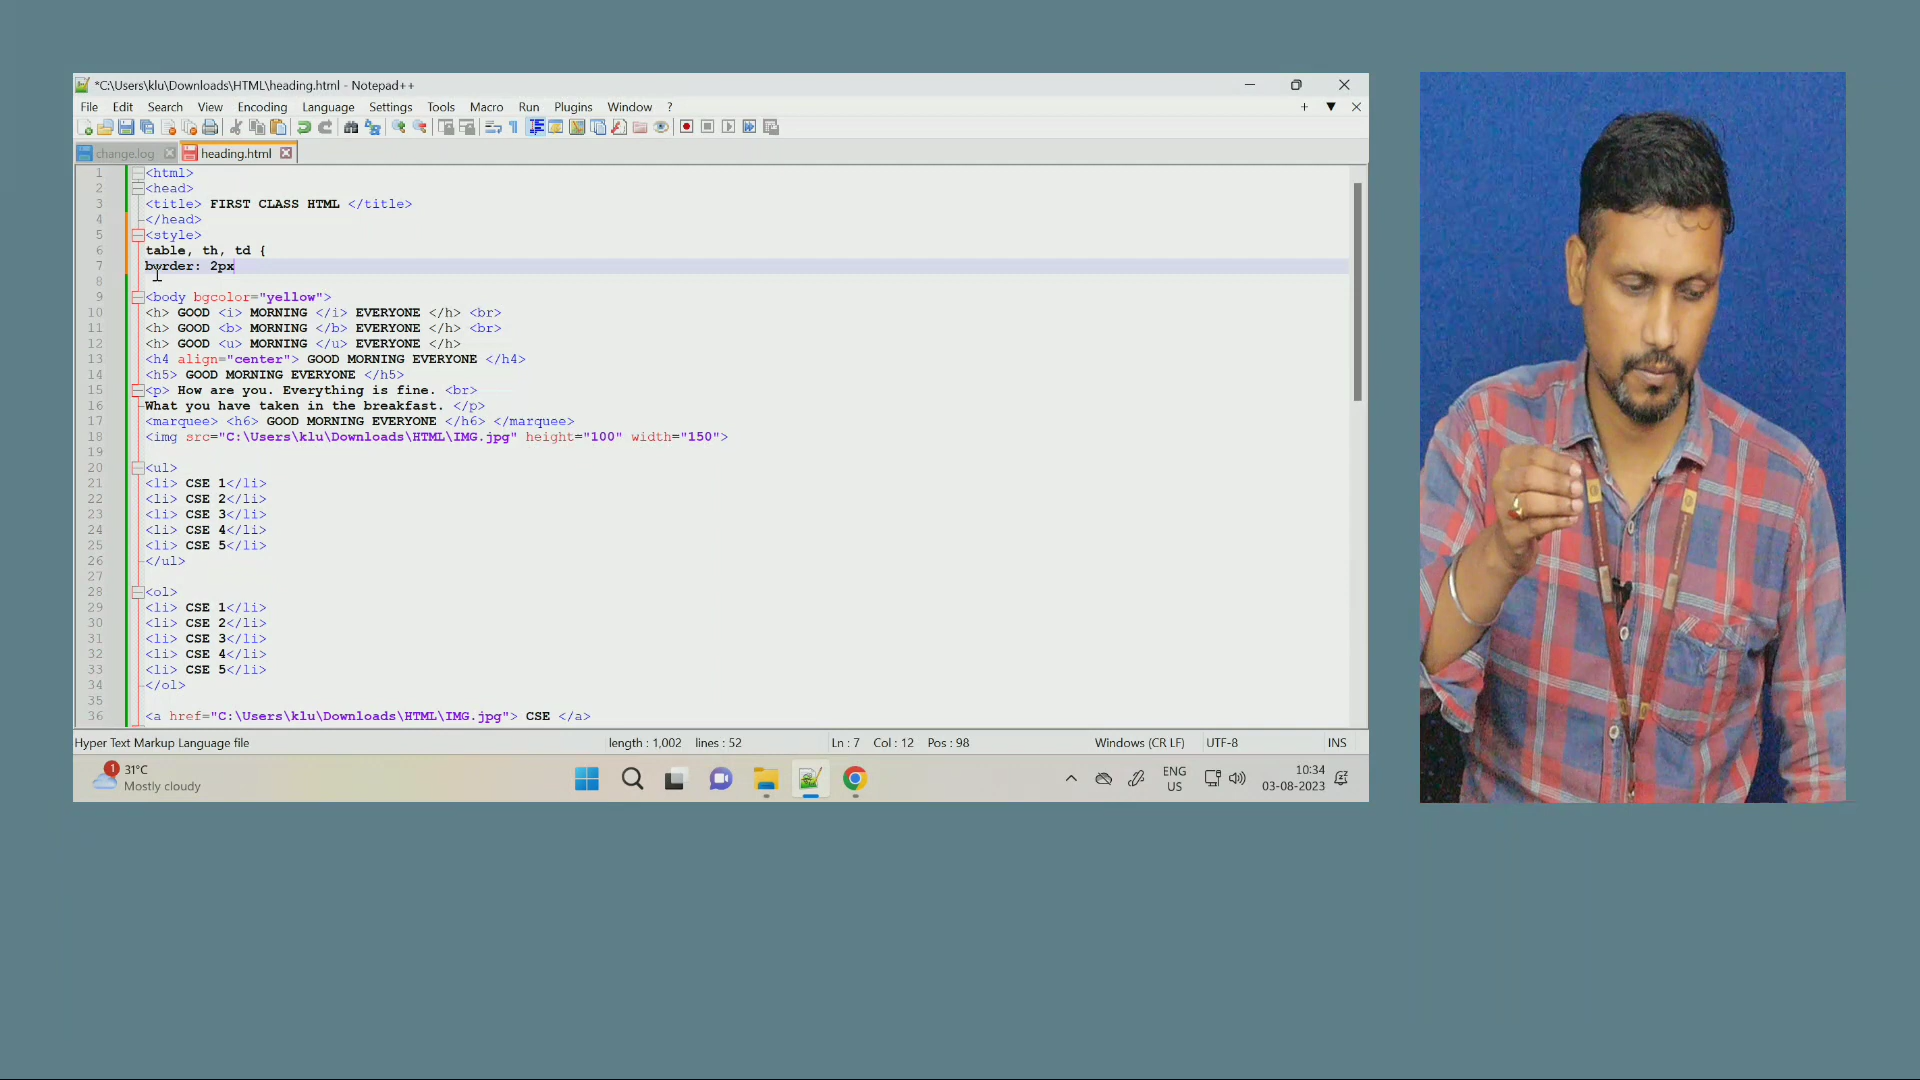 *C:\Users\klu\Downloads\HTML\heading.html - Notepad++
File Edit Search View Encoding Language Settings Tools Macro Run Plugins Window ?
change.log heading.html
1 <html>
2 <head>
3 <title> FIRST CLASS HTML </title>
4 </head>
5 <style>
6 table, th, td {
7 border: 2px
8
9 <body bgcolor="yellow">
10 <h> GOOD <i> MORNING </i> EVERYONE </h> <br>
11 <h> GOOD <b> MORNING </b> EVERYONE </h> <br>
12 <h> GOOD <u> MORNING </u> EVERYONE </h>
13 <h4 align="center"> GOOD MORNING EVERYONE </h4>
14 <h5> GOOD MORNING EVERYONE </h5>
15 <p> How are you. Everything is fine. <br>
16 What you have taken in the breakfast. </p>
17 <marquee> <h6> GOOD MORNING EVERYONE </h6> </marquee>
18 <img src="C:\Users\klu\Downloads\HTML\IMG.jpg" height="100" width="150">
19
20 <ul>
21 <li> CSE 1</li>
22 <li> CSE 2</li>
23 <li> CSE 3</li>
24 <li> CSE 4</li>
25 <li> CSE 5</li>
26 </ul>
27
28 <ol>
29 <li> CSE 1</li>
30 <li> CSE 2</li>
31 <li> CSE 3</li>
32 <li> CSE 4</li>
33 <li> CSE 5</li>
34 </ol>
35
36 <a href="C:\Users\klu\Downloads\HTML\IMG.jpg"> CSE </a>
Hyper Text Markup Language file length : 1,002 lines : 52 Ln : 7 Col : 12 Pos : 98 Windows (CR LF) UTF-8 INS
1 31°C ENG 10:34
Mostly cloudy US 03-08-2023